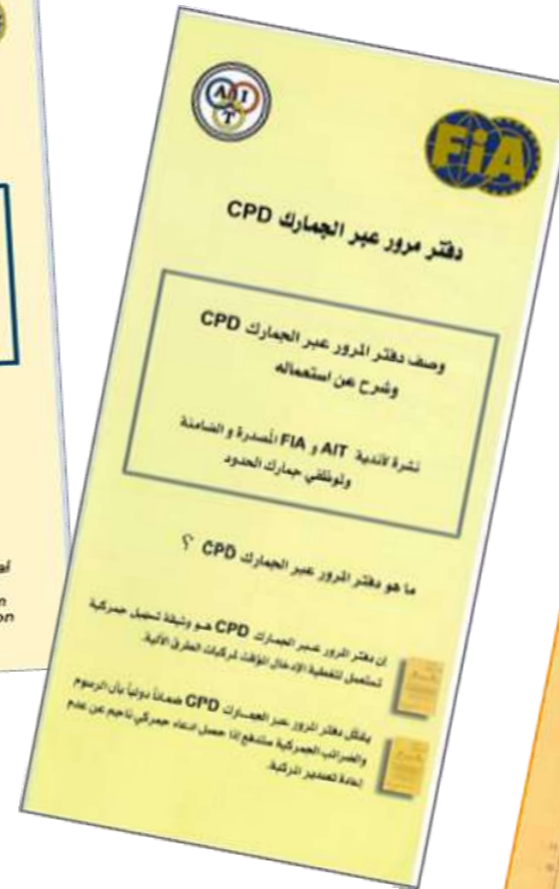 AIT
FIA
دفتر مرور عبر الجمارك CPD
وصف دفتر المرور عبر الجمارك CPD
وشرح عن استعماله
نشرة لأندية AIT و FIA المصدرة و الضامنة
ولموظفي جمارك الحدود
ما هو دفتر المرور عبر الجمارك CPD ؟
ان دفتر المرور عبر الجمارك CPD هو وثيقة تسهيل جمركية
تستعمل لتغطية الإدخال المؤقت لمركبات الطرق الآلية.
يشكّل دفتر المرور عبر الجمارك CPD ضماناً دولياً بأن الرسوم
والضرائب الجمركية ستدفع إذا حصل ادعاء جمركي ناجم عن عدم
إعادة تصدير المركبة.
on